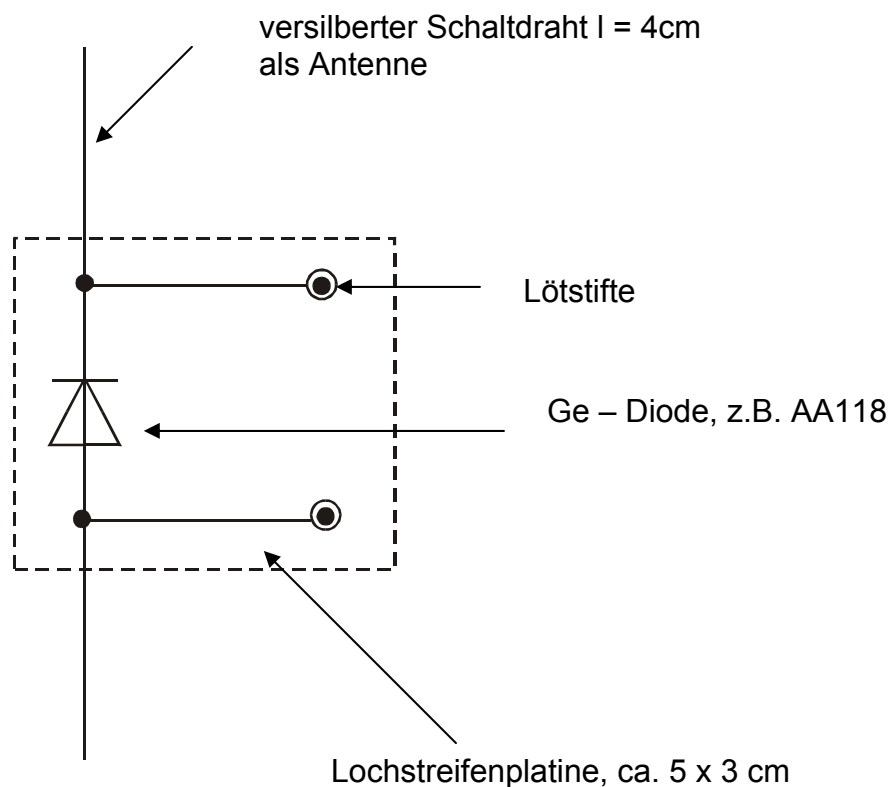 versilberter Schaltdraht l = 4cm
als Antenne
Lötstifte
Ge – Diode, z.B. AA118
Lochstreifenplatine, ca. 5 x 3 cm